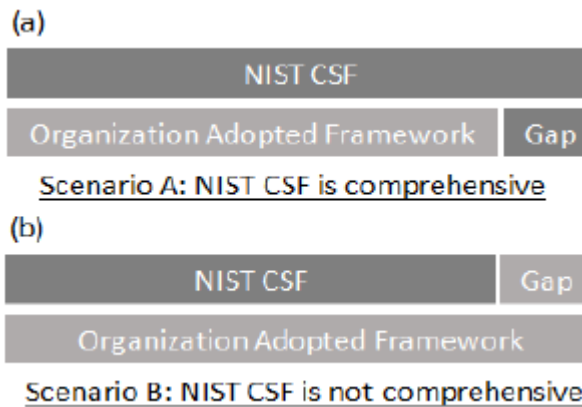 (a)
NIST CSF
Organization Adopted Framework Gap
Scenario A: NIST CSF is comprehensive
(b)
NIST CSF Gap
Organization Adopted Framework
Scenario B: NIST CSF is not comprehensive